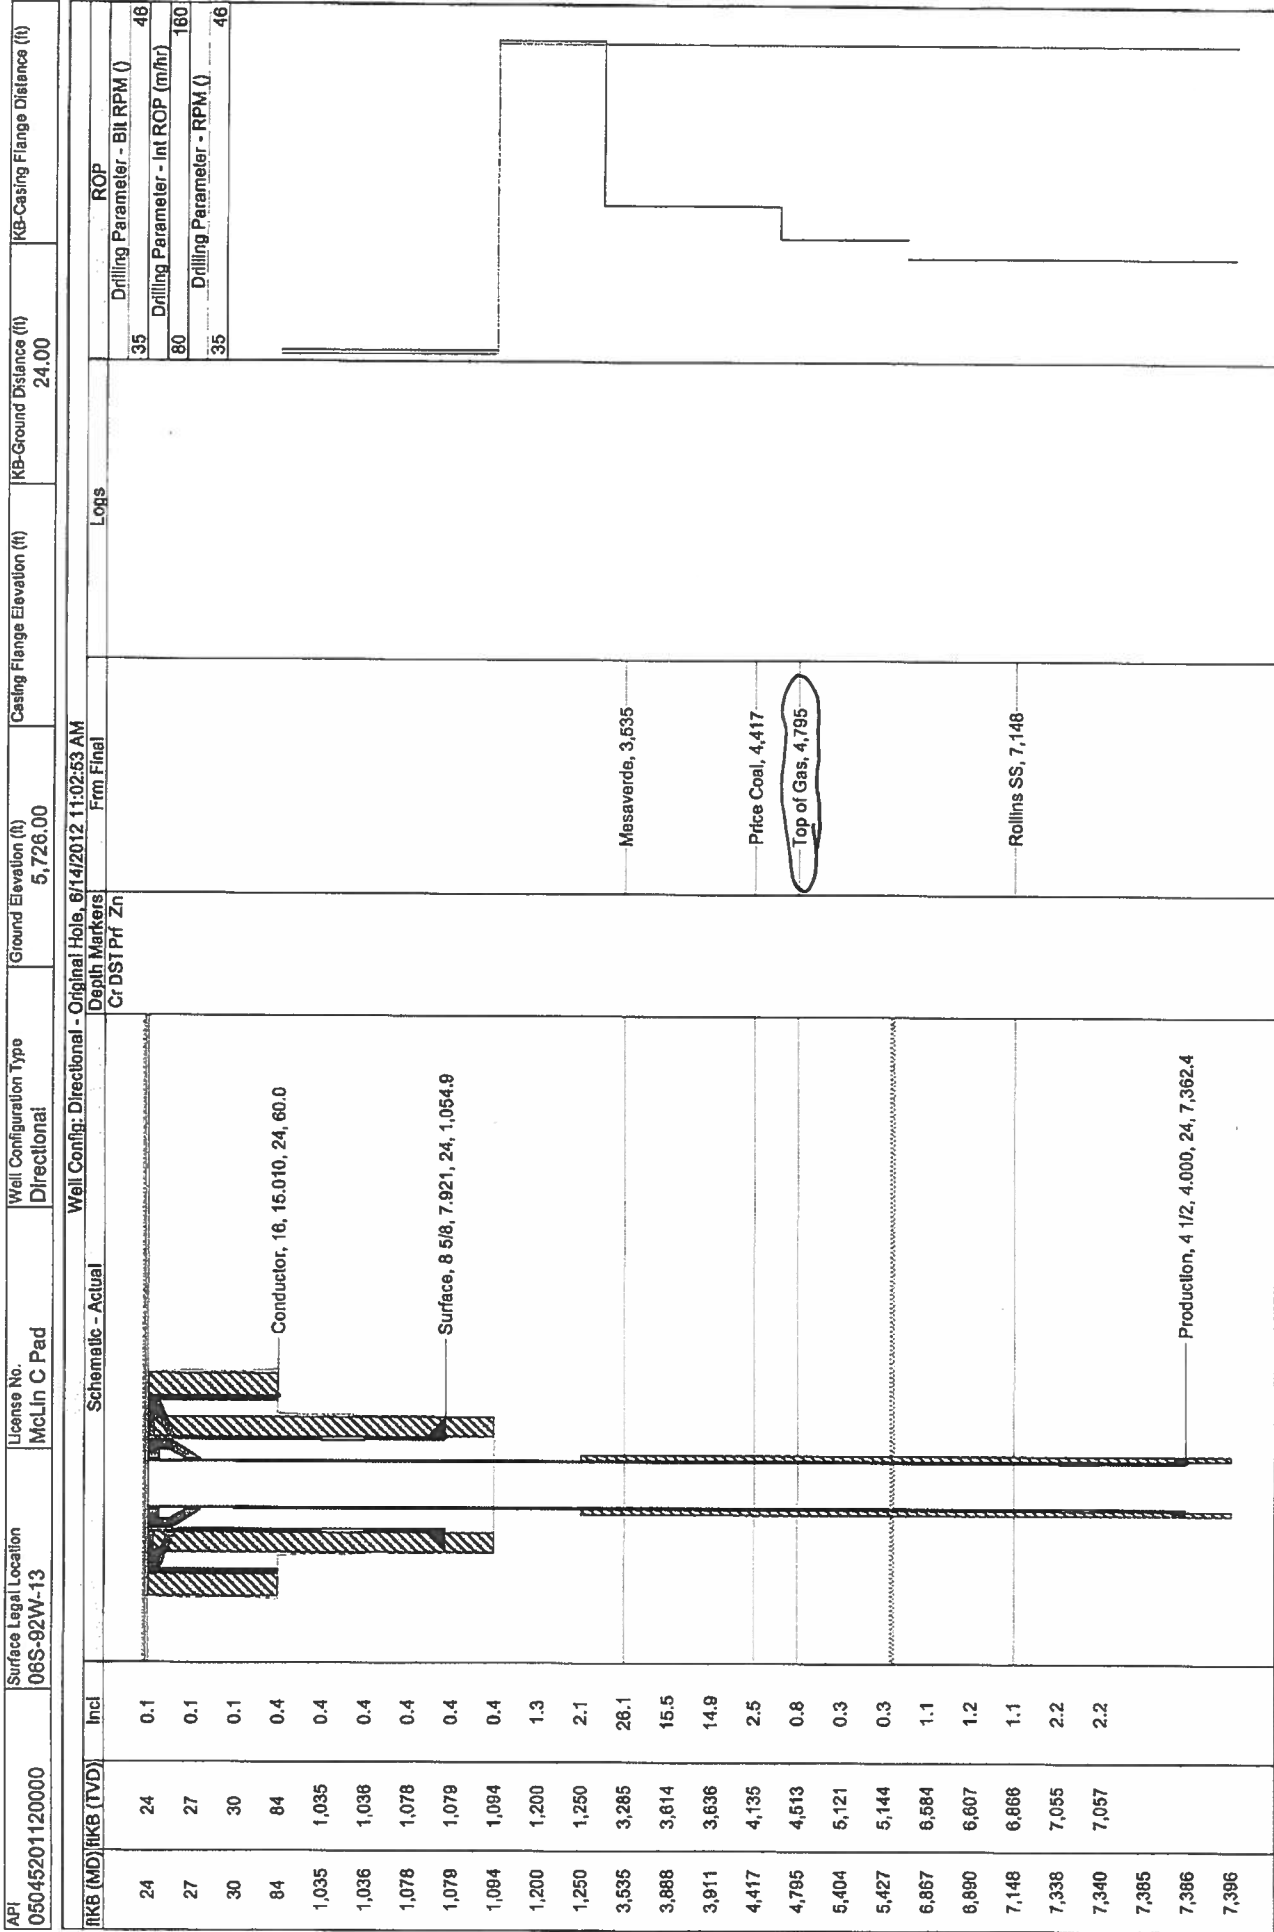 API
05045201120000
Surface Legal Location
06S-92W-13
License No.
McLin C Pad
Well Configuration Type
Directional
Ground Elevation (ft)
5,726.00
Casing Flange Elevation (ft)
KB-Ground Distance (ft)
24.00
KB-Casing Flange Distance (ft)
Well Config: Directional - Original Hole, 6/14/2012 11:02:53 AM
ftKB (MD) ftKB (TVD) Incl Schematic - Actual Depth Markers Frm Final Logs ROP
Cr DST Prf Zn
Drilling Parameter - Bit RPM ()
35 46
Drilling Parameter - Int ROP (m/hr)
80 160
Drilling Parameter - RPM ()
35 46
24 24 0.1
27 27 0.1
30 30 0.1
84 84 0.4
Conductor, 16, 15.010, 24, 60.0
1,035 1,035 0.4
1,036 1,036 0.4
1,078 1,078 0.4
1,079 1,079 0.4
Surface, 8 5/8, 7.921, 24, 1,054.9
1,094 1,094 0.4
1,200 1,200 1.3
1,250 1,250 2.1
3,535 3,285 26.1
Mesaverde, 3,535
3,888 3,614 15.5
3,911 3,636 14.9
4,417 4,135 2.5
Price Coal, 4,417
4,795 4,513 0.8
Top of Gas, 4,795
5,404 5,121 0.3
5,427 5,144 0.3
6,867 6,584 1.1
6,890 6,607 1.2
7,148 6,866 1.1
Rollins SS, 7,148
7,338 7,055 2.2
7,340 7,057 2.2
7,385
7,386
Production, 4 1/2, 4.000, 24, 7,362.4
7,396